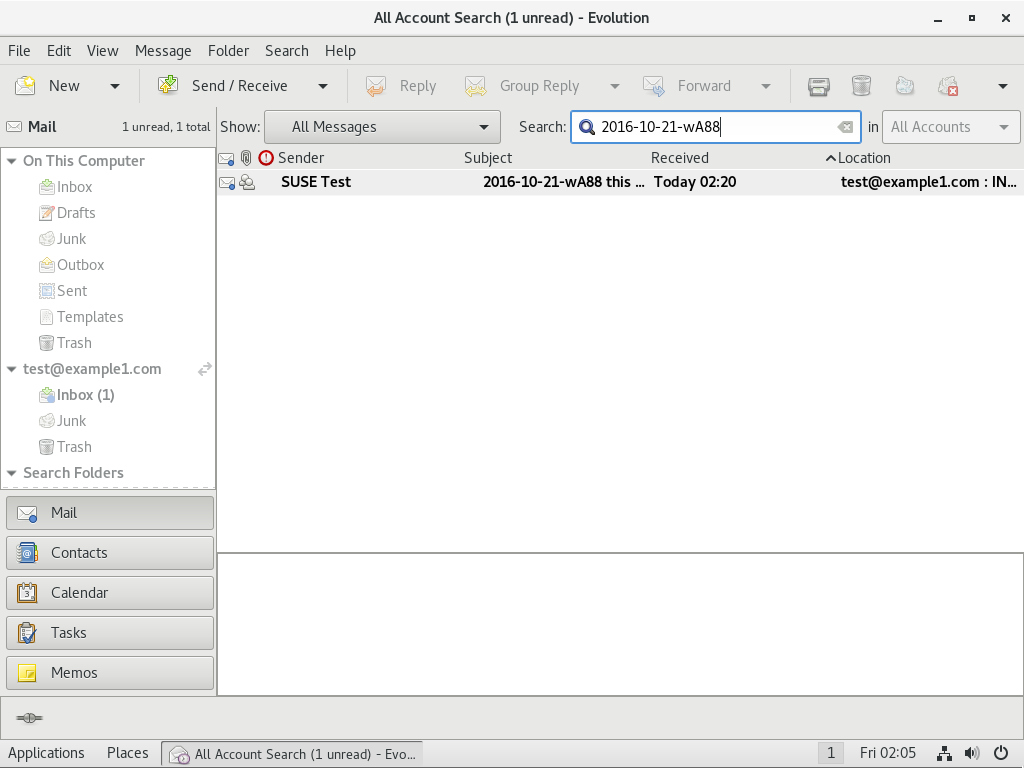 All Account Search (1 unread) - Evolution
File Edit View Message Folder Search Help
New Send / Receive Reply Group Reply Forward
Mail 1 unread, 1 total Show: All Messages Search: 2016-10-21-wA88 in All Accounts
Sender Subject Received Location
SUSE Test 2016-10-21-wA88 this ... Today 02:20 test@example1.com : IN...
On This Computer
Inbox
Drafts
Junk
Outbox
Sent
Templates
Trash
test@example1.com
Inbox (1)
Junk
Trash
Search Folders
Mail
Contacts
3 Calendar
Tasks
Memos
Applications Places All Account Search (1 unread) - Evo... 1 Fri 02:05